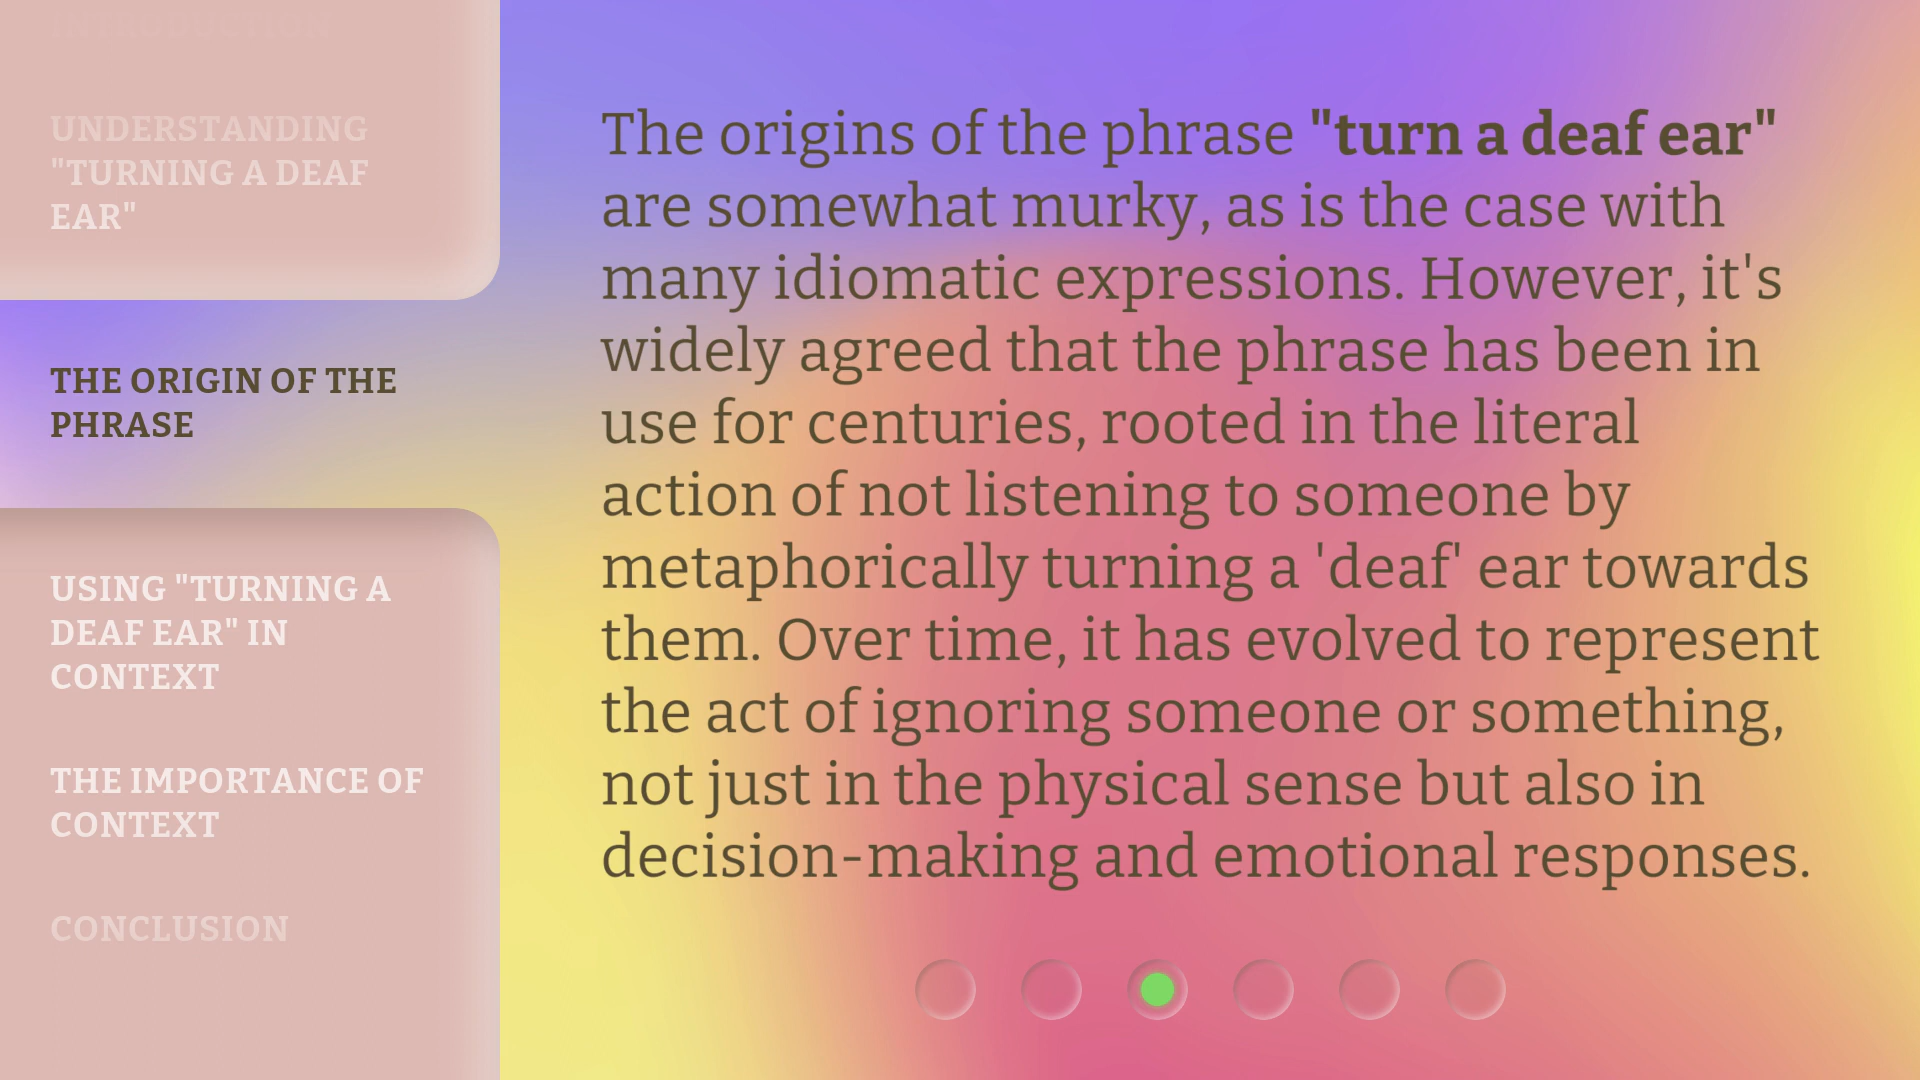 INTRODUCTION
UNDERSTANDING
"TURNING A DEAF
EAR"
THE ORIGIN OF THE
PHRASE
USING "TURNING A
DEAF EAR" IN
CONTEXT
THE IMPORTANCE OF
CONTEXT
CONCLUSION
The origins of the phrase "turn a deaf ear"
are somewhat murky, as is the case with
many idiomatic expressions. However, it's
widely agreed that the phrase has been in
use for centuries, rooted in the literal
action of not listening to someone by
metaphorically turning a 'deaf' ear towards
them. Over time, it has evolved to represent
the act of ignoring someone or something,
not just in the physical sense but also in
decision-making and emotional responses.